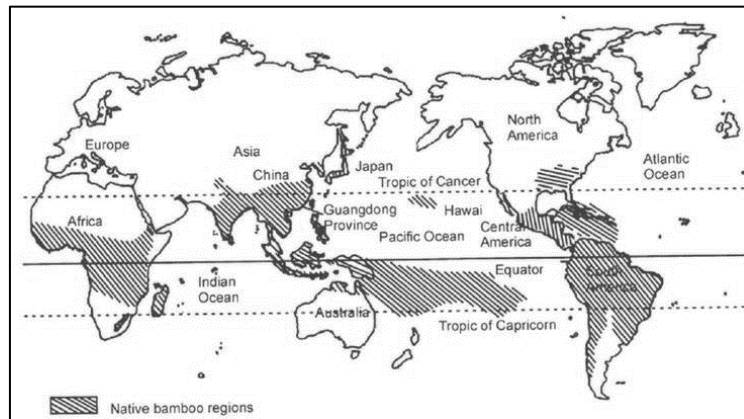 North
America
Europe
Asia
Atlantic
Ocean
China
Japan
Tropic of Cancer
Africa
Guangdong
Province
Hawai
Central
America
Pacific Ocean
Equator
South
America
Indian
Ocean
Australia
Tropic of Capricorn
Native bamboo regions